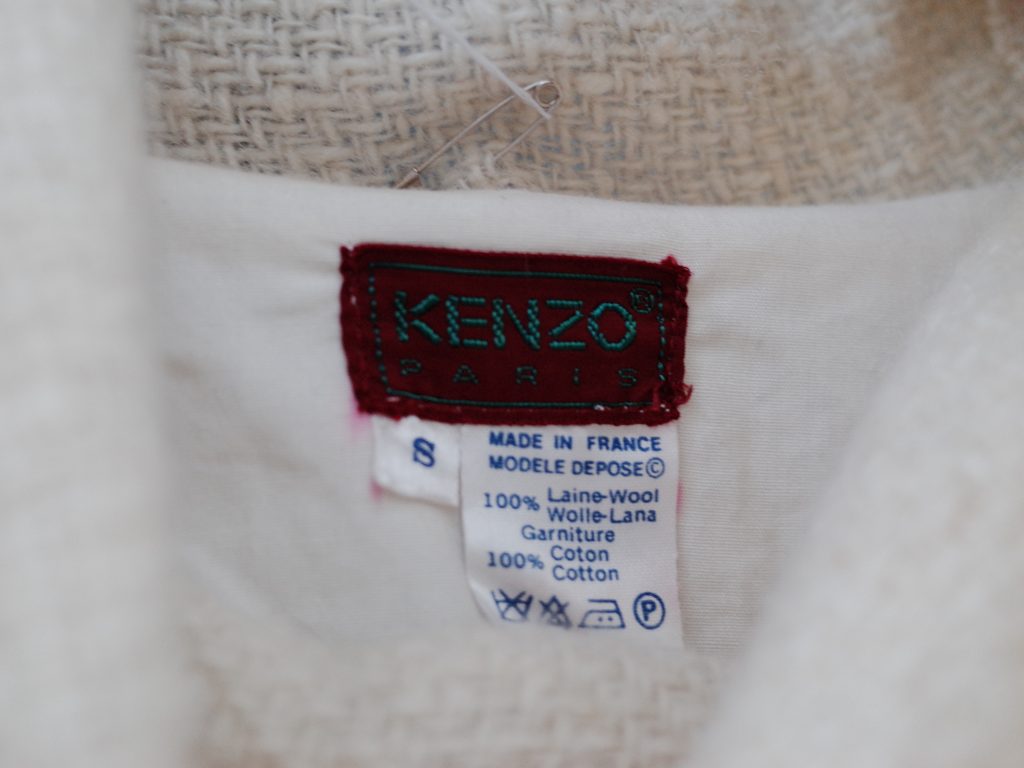 KENZO®
PARiS
S
MADE IN FRANCE
MODELE DEPOSE©
100% Laine-Wool
Wolle-Lana
Garniture
100% Coton
Cotton
P